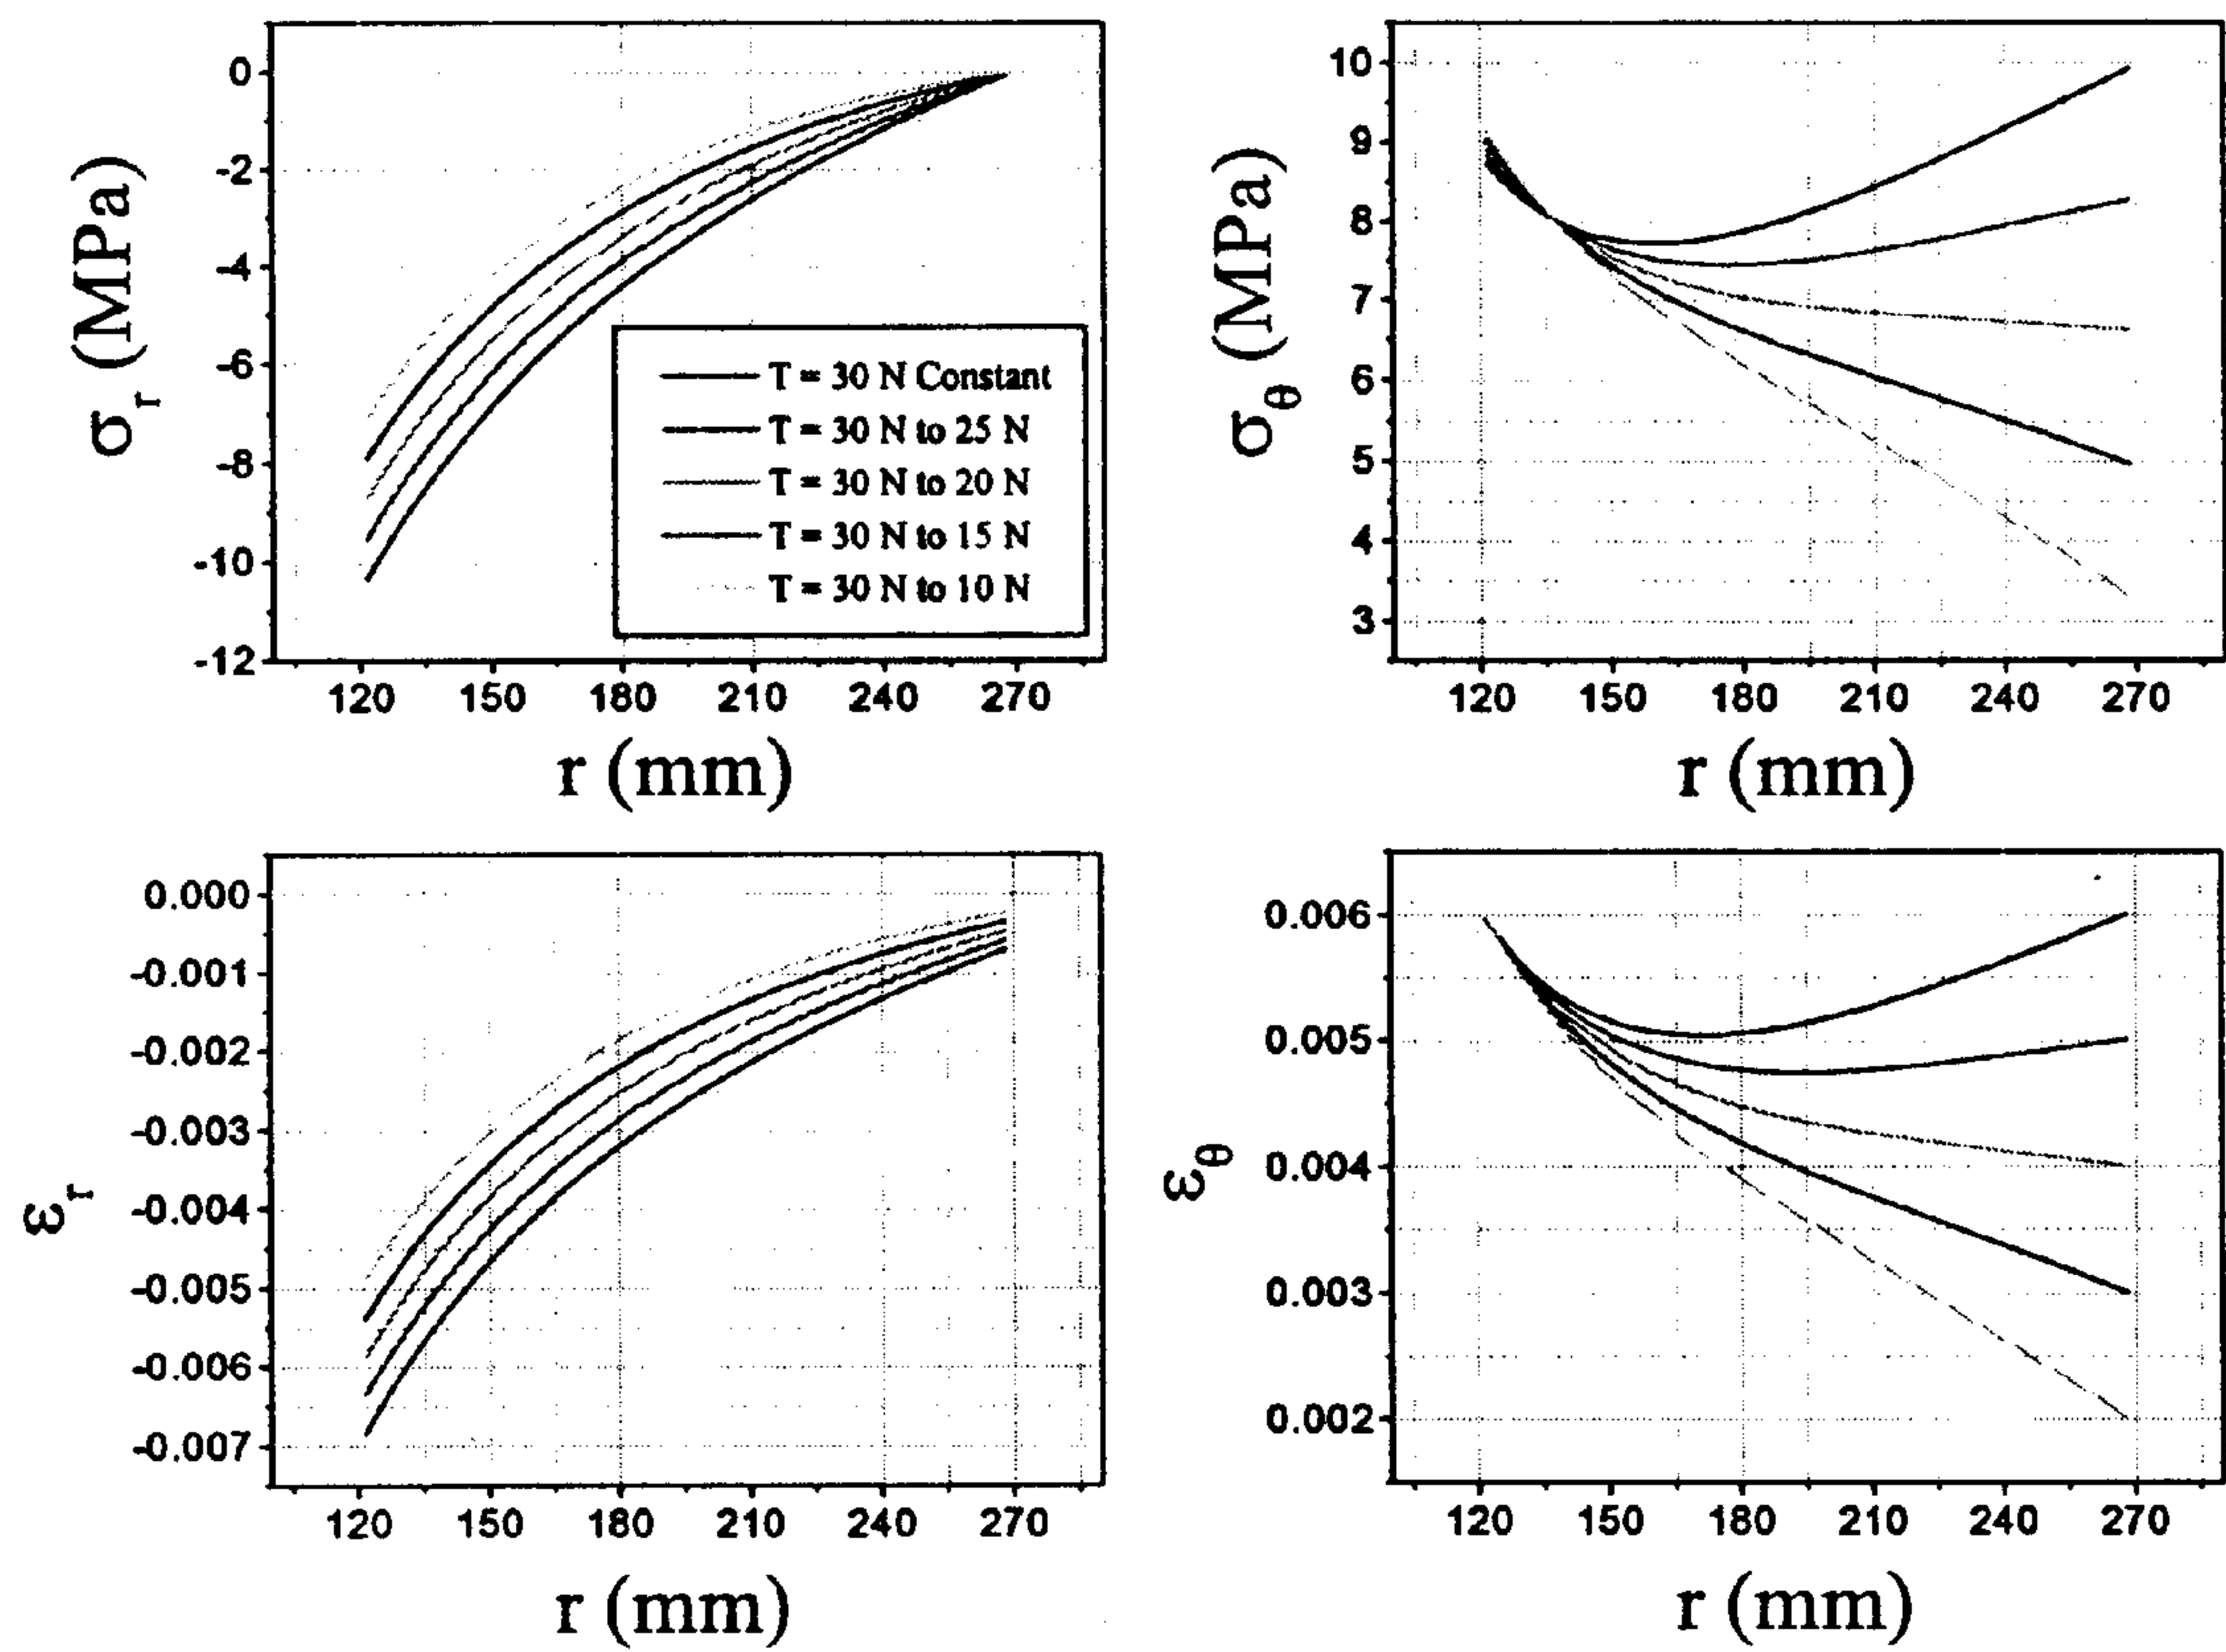 0
-2
-4
-6
-8
-10
-12
σr (MPa)
T = 30 N Constant
T = 30 N to 25 N
T = 30 N to 20 N
T = 30 N to 15 N
T = 30 N to 10 N
120 150 180 210 240 270
r (mm)
10
9
8
7
6
5
4
3
σθ (MPa)
120 150 180 210 240 270
r (mm)
0.000
-0.001
-0.002
-0.003
-0.004
-0.005
-0.006
-0.007
εr
120 150 180 210 240 270
r (mm)
0.006
0.005
0.004
0.003
0.002
εθ
120 150 180 210 240 270
r (mm)